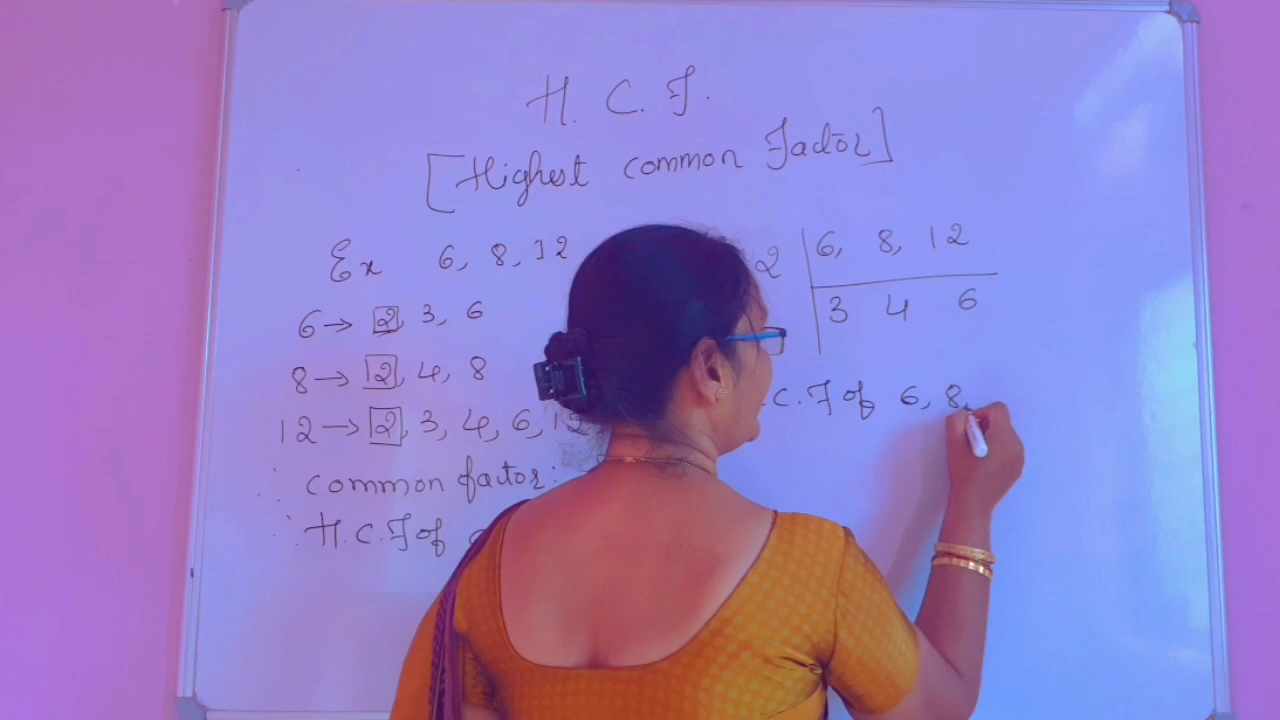 H. C. F.
[Highest common Factor]
Ex 6, 8, 12
6→ 2, 3, 6
8→ 2, 4, 8
12→ 2, 3, 4, 6, 12
∴ common factor:
∴ H.C.F of
2 6, 8, 12
3 4 6
.C.F of 6, 8,